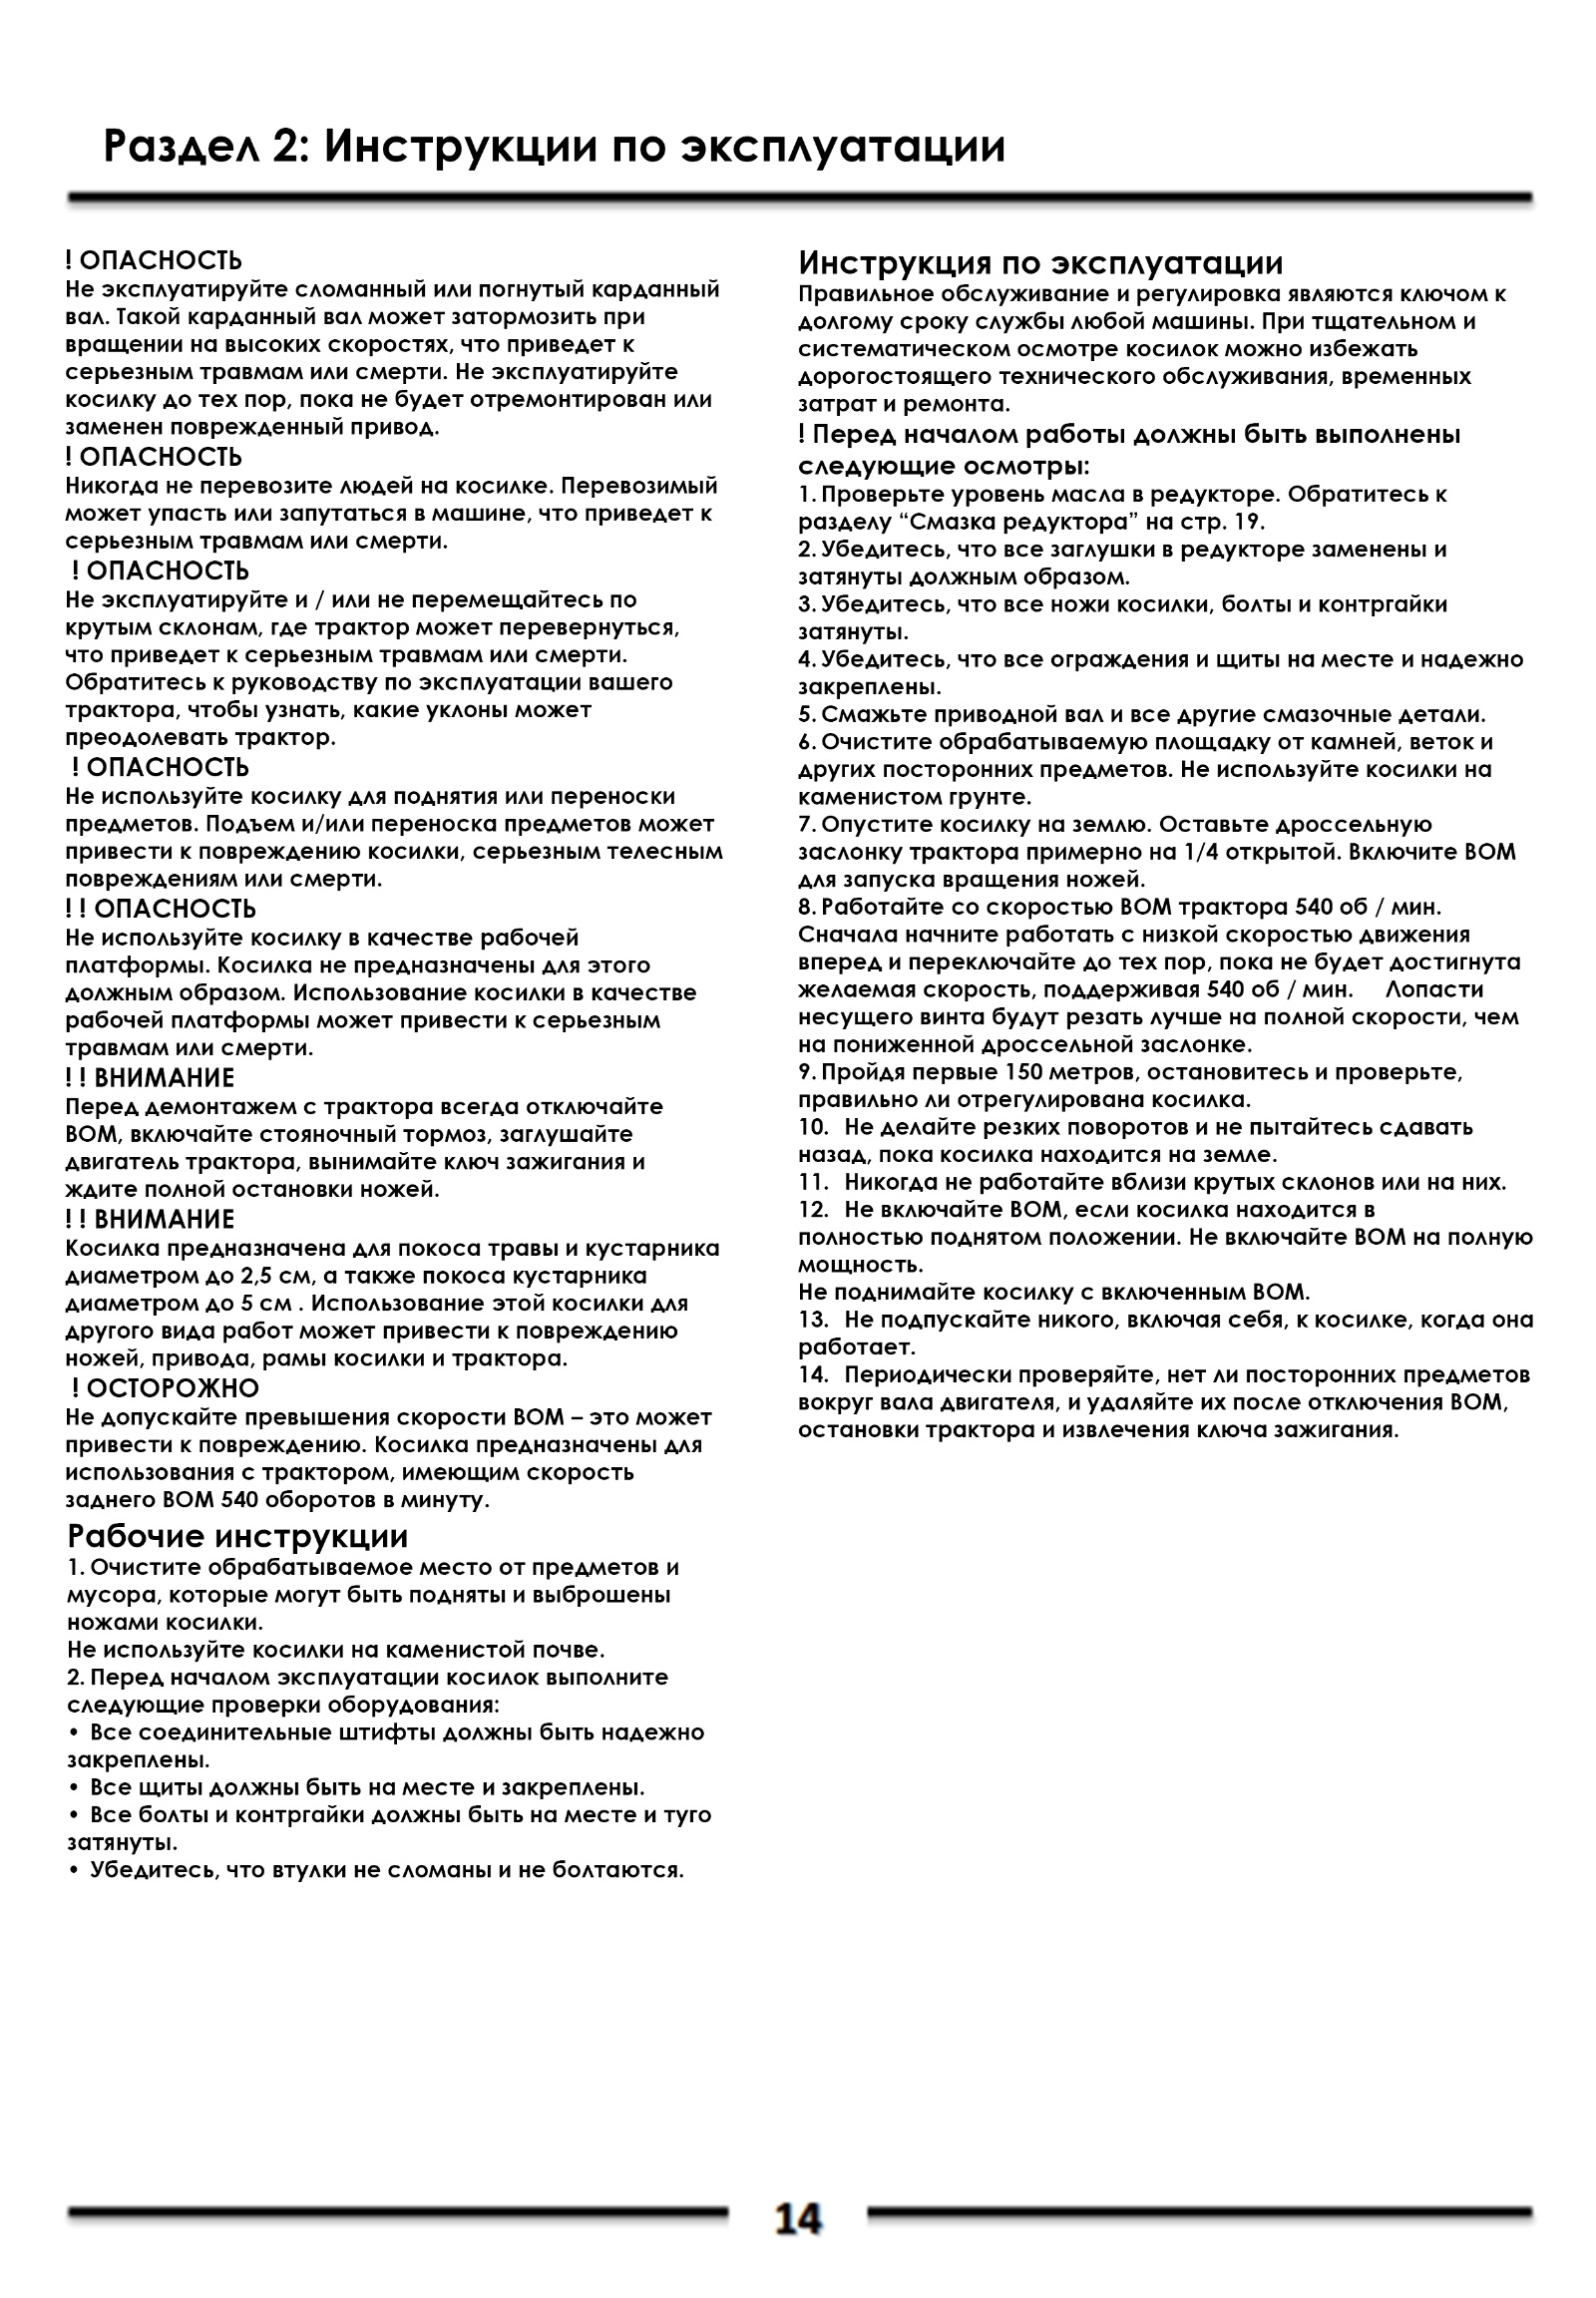 Раздел 2: Инструкции по эксплуатации
! ОПАСНОСТЬ
Не эксплуатируйте сломанный или погнутый карданный
вал. Такой карданный вал может затормозить при
вращении на высоких скоростях, что приведет к
серьезным травмам или смерти. Не эксплуатируйте
косилку до тех пор, пока не будет отремонтирован или
заменен поврежденный привод.
! ОПАСНОСТЬ
Никогда не перевозите людей на косилке. Перевозимый
может упасть или запутаться в машине, что приведет к
серьезным травмам или смерти.
! ОПАСНОСТЬ
Не эксплуатируйте и / или не перемещайтесь по
крутым склонам, где трактор может перевернуться,
что приведет к серьезным травмам или смерти.
Обратитесь к руководству по эксплуатации вашего
трактора, чтобы узнать, какие уклоны может
преодолевать трактор.
! ОПАСНОСТЬ
Не используйте косилку для поднятия или переноски
предметов. Подъем и/или переноска предметов может
привести к повреждению косилки, серьезным телесным
повреждениям или смерти.
! ! ОПАСНОСТЬ
Не используйте косилку в качестве рабочей
платформы. Косилка не предназначены для этого
должным образом. Использование косилки в качестве
рабочей платформы может привести к серьезным
травмам или смерти.
! ! ВНИМАНИЕ
Перед демонтажем с трактора всегда отключайте
ВОМ, включайте стояночный тормоз, заглушайте
двигатель трактора, вынимайте ключ зажигания и
ждите полной остановки ножей.
! ! ВНИМАНИЕ
Косилка предназначена для покоса травы и кустарника
диаметром до 2,5 см, а также покоса кустарника
диаметром до 5 см . Использование этой косилки для
другого вида работ может привести к повреждению
ножей, привода, рамы косилки и трактора.
! ОСТОРОЖНО
Не допускайте превышения скорости ВОМ – это может
привести к повреждению. Косилка предназначены для
использования с трактором, имеющим скорость
заднего ВОМ 540 оборотов в минуту.
Рабочие инструкции
1. Очистите обрабатываемое место от предметов и
мусора, которые могут быть подняты и выброшены
ножами косилки.
Не используйте косилки на каменистой почве.
2. Перед началом эксплуатации косилок выполните
следующие проверки оборудования:
• Все соединительные штифты должны быть надежно
закреплены.
• Все щиты должны быть на месте и закреплены.
• Все болты и контргайки должны быть на месте и туго
затянуты.
• Убедитесь, что втулки не сломаны и не болтаются.
Инструкция по эксплуатации
Правильное обслуживание и регулировка являются ключом к
долгому сроку службы любой машины. При тщательном и
систематическом осмотре косилок можно избежать
дорогостоящего технического обслуживания, временных
затрат и ремонта.
! Перед началом работы должны быть выполнены
следующие осмотры:
1. Проверьте уровень масла в редукторе. Обратитесь к
разделу “Смазка редуктора” на стр. 19.
2. Убедитесь, что все заглушки в редукторе заменены и
затянуты должным образом.
3. Убедитесь, что все ножи косилки, болты и контргайки
затянуты.
4. Убедитесь, что все ограждения и щиты на месте и надежно
закреплены.
5. Смажьте приводной вал и все другие смазочные детали.
6. Очистите обрабатываемую площадку от камней, веток и
других посторонних предметов. Не используйте косилки на
каменистом грунте.
7. Опустите косилку на землю. Оставьте дроссельную
заслонку трактора примерно на 1/4 открытой. Включите ВОМ
для запуска вращения ножей.
8. Работайте со скоростью ВОМ трактора 540 об / мин.
Сначала начните работать с низкой скоростью движения
вперед и переключайте до тех пор, пока не будет достигнута
желаемая скорость, поддерживая 540 об / мин. Лопасти
несущего винта будут резать лучше на полной скорости, чем
на пониженной дроссельной заслонке.
9. Пройдя первые 150 метров, остановитесь и проверьте,
правильно ли отрегулирована косилка.
10. Не делайте резких поворотов и не пытайтесь сдавать
назад, пока косилка находится на земле.
11. Никогда не работайте вблизи крутых склонов или на них.
12. Не включайте ВОМ, если косилка находится в
полностью поднятом положении. Не включайте ВОМ на полную
мощность.
Не поднимайте косилку с включенным ВОМ.
13. Не подпускайте никого, включая себя, к косилке, когда она
работает.
14. Периодически проверяйте, нет ли посторонних предметов
вокруг вала двигателя, и удаляйте их после отключения ВОМ,
остановки трактора и извлечения ключа зажигания.
14